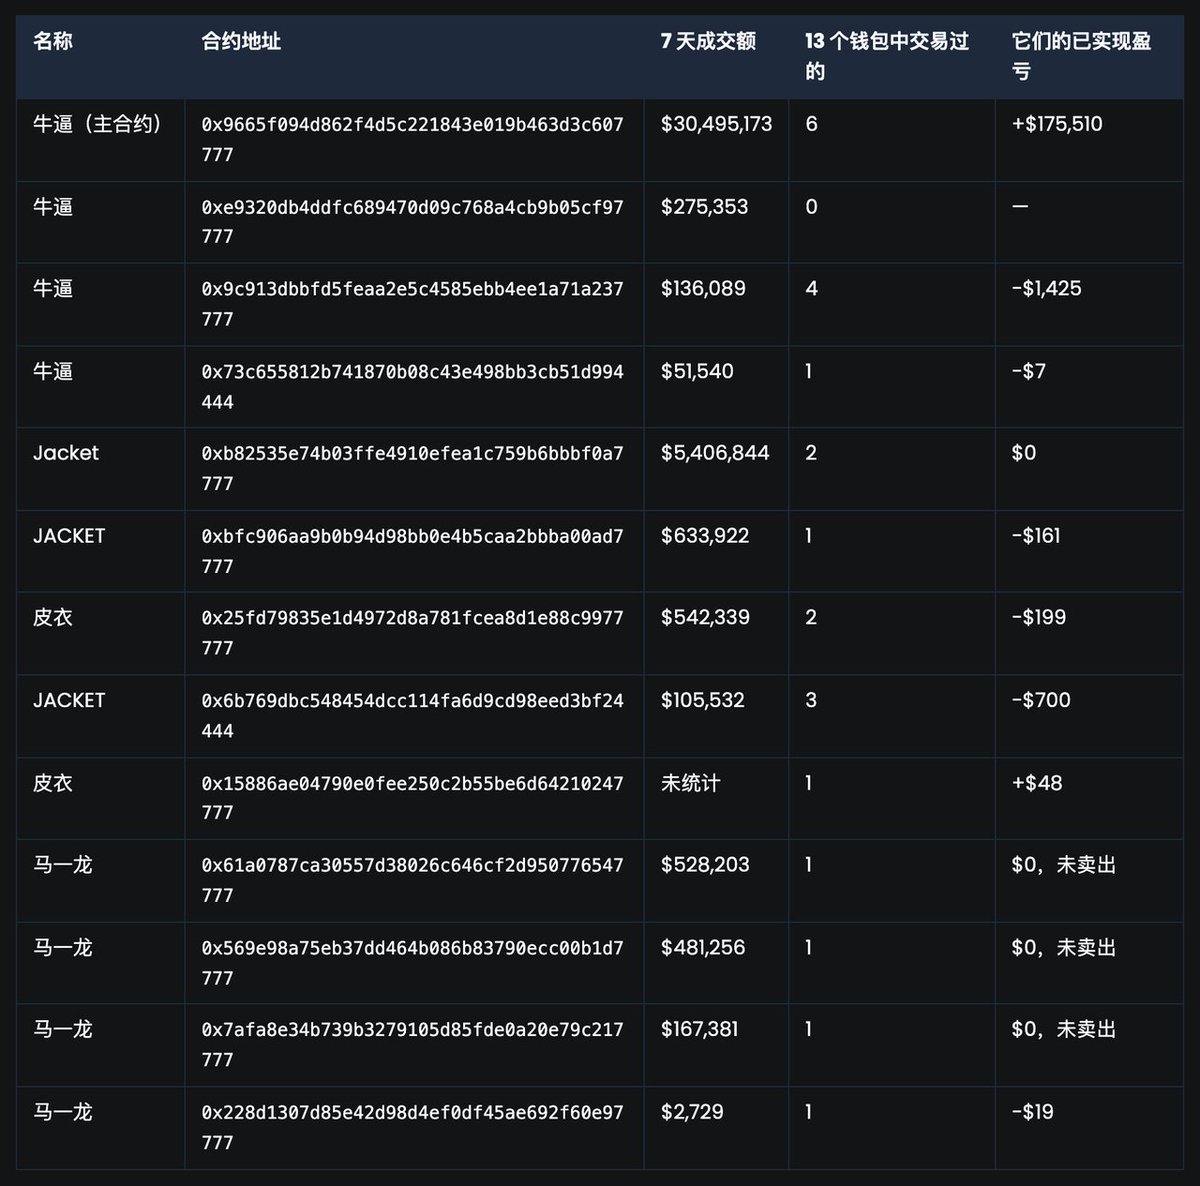 名称 合约地址 7 天成交额 13 个钱包中交易过 它们的已实现盈
的 亏
牛逼（主合约） 0x9665f094d862f4d5c221843e019b463d3c607 $30,495,173 6 +$175,510
777
牛逼 0xe9320db4ddfc689470d09c768a4cb9b05cf97 $275,353 0 —
777
牛逼 0x9c913dbbfd5feaa2e5c4585ebb4ee1a71a237 $136,089 4 -$1,425
777
牛逼 0x73c655812b741870b08c43e498bb3cb51d994 $51,540 1 -$7
444
Jacket 0xb82535e74b03ffe4910efea1c759b6bbbf0a7 $5,406,844 2 $0
777
JACKET 0xbfc906aa9b0b94d98bb0e4b5caa2bbba00ad7 $633,922 1 -$161
777
皮衣 0x25fd79835e1d4972d8a781fcea8d1e88c9977 $542,339 2 -$199
777
JACKET 0x6b769dbc548454dcc114fa6d9cd98eed3bf24 $105,532 3 -$700
444
皮衣 0x15886ae04790e0fee250c2b55be6d64210247 未统计 1 +$48
777
马一龙 0x61a0787ca30557d38026c646cf2d950776547 $528,203 1 $0，未卖出
777
马一龙 0x569e98a75eb37dd464b086b83790ecc00b1d7 $481,256 1 $0，未卖出
777
马一龙 0x7afa8e34b739b3279105d85fde0a20e79c217 $167,381 1 $0，未卖出
777
马一龙 0x228d1307d85e42d98d4ef0df45ae692f60e97 $2,729 1 -$19
777